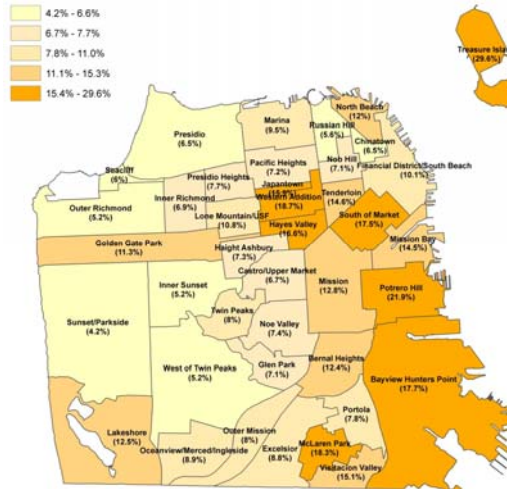 4.2% - 6.6%
6.7% - 7.7%
7.8% - 11.0%
11.1% - 15.3%
15.4% - 29.6%
Treasure Island
(29.6%)
North Beach
(12%)
Marina
(9.5%)
Russian Hill
(5.6%)
Presidio
(6.5%)
Chinatown
(6.5%)
Pacific Heights
(7.2%)
Nob Hill
(7.1%)
Financial District/South Beach
(10.1%)
Seacliff
(6%)
Presidio Heights
(7.7%)
Japantown
Western Addition
(18.7%)
Tenderloin
(14.6%)
Inner Richmond
(6.9%)
Outer Richmond
(5.2%)
Lone Mountain/USF
(10.8%)
Hayes Valley
(16.6%)
South of Market
(17.5%)
Mission Bay
(14.5%)
Golden Gate Park
(11.3%)
Haight Ashbury
(7.3%)
Castro/Upper Market
(6.7%)
Inner Sunset
(5.2%)
Mission
(12.8%)
Potrero Hill
(21.9%)
Sunset/Parkside
(4.2%)
Twin Peaks
(8%)
Noe Valley
(7.4%)
West of Twin Peaks
(5.2%)
Glen Park
(7.1%)
Bernal Heights
(12.4%)
Bayview Hunters Point
(17.7%)
Portola
(7.8%)
Lakeshore
(12.5%)
Outer Mission
(8%)
McLaren Park
(18.3%)
Oceanview/Merced/Ingleside
(8.9%)
Excelsior
(8.8%)
Visitacion Valley
(15.1%)